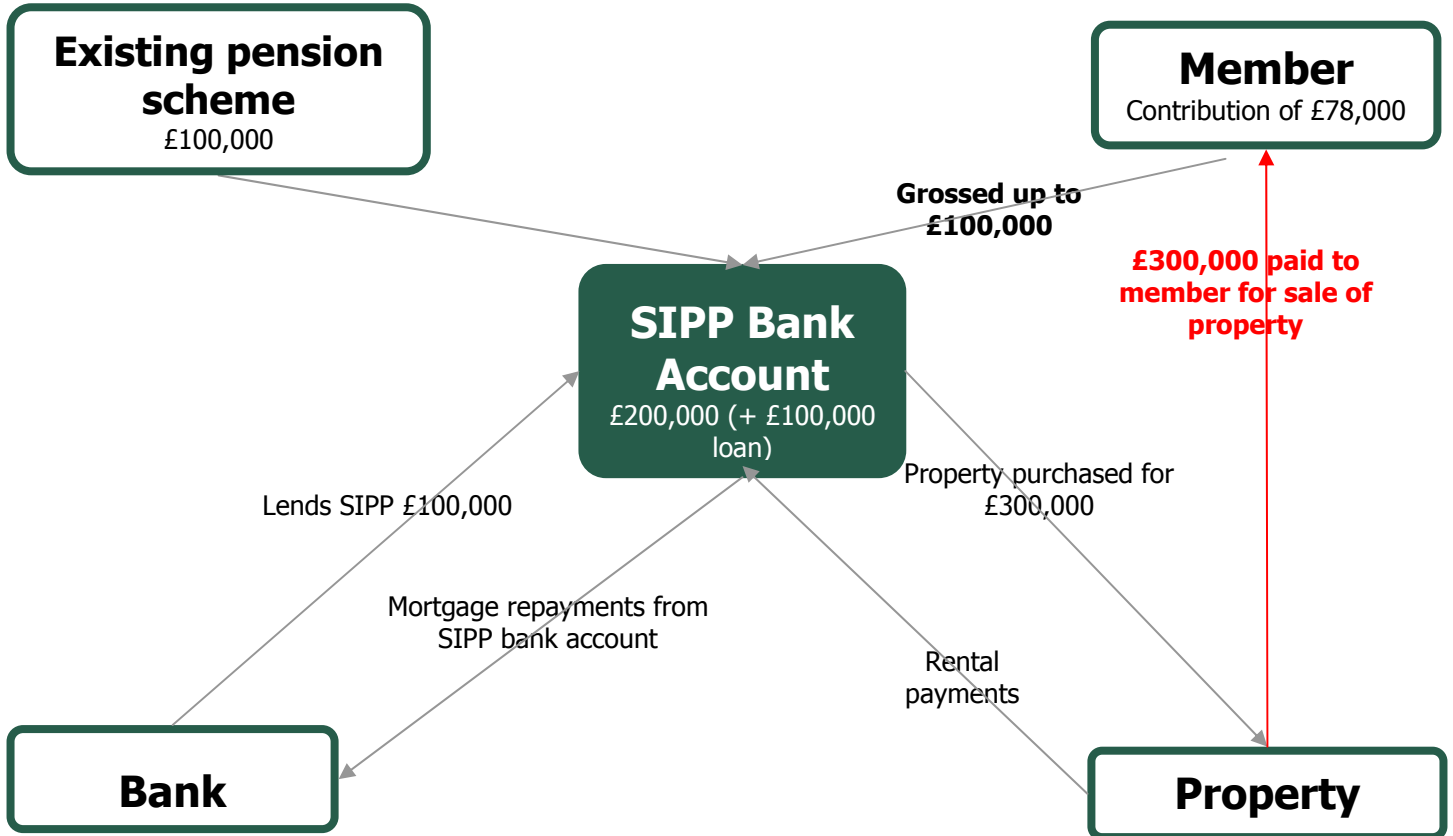 Existing pension
scheme
£100,000
Member
Contribution of £78,000
Grossed up to
£100,000
£300,000 paid to
member for sale of
property
SIPP Bank
Account
£200,000 (+ £100,000
loan)
Lends SIPP £100,000
Property purchased for
£300,000
Mortgage repayments from
SIPP bank account
Rental
payments
Bank
Property